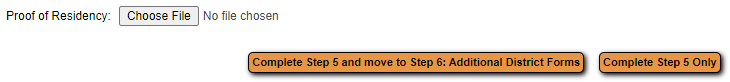 Proof of Residency: Choose File No file chosen
Complete Step 5 and move to Step 6: Additional District Forms Complete Step 5 Only